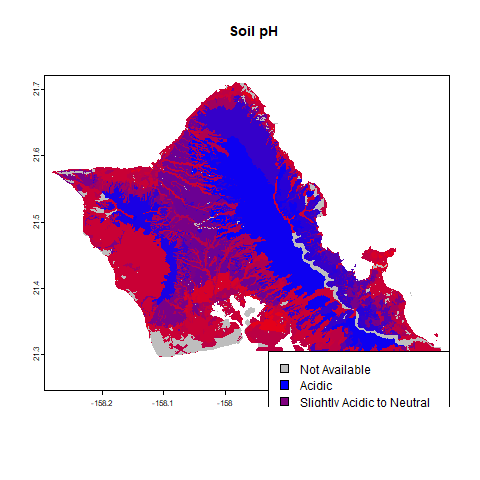 Soil pH
21.7
21.6
21.5
21.4
21.3
-158.2 -158.1 -158
Not Available
Acidic
Slightly Acidic to Neutral